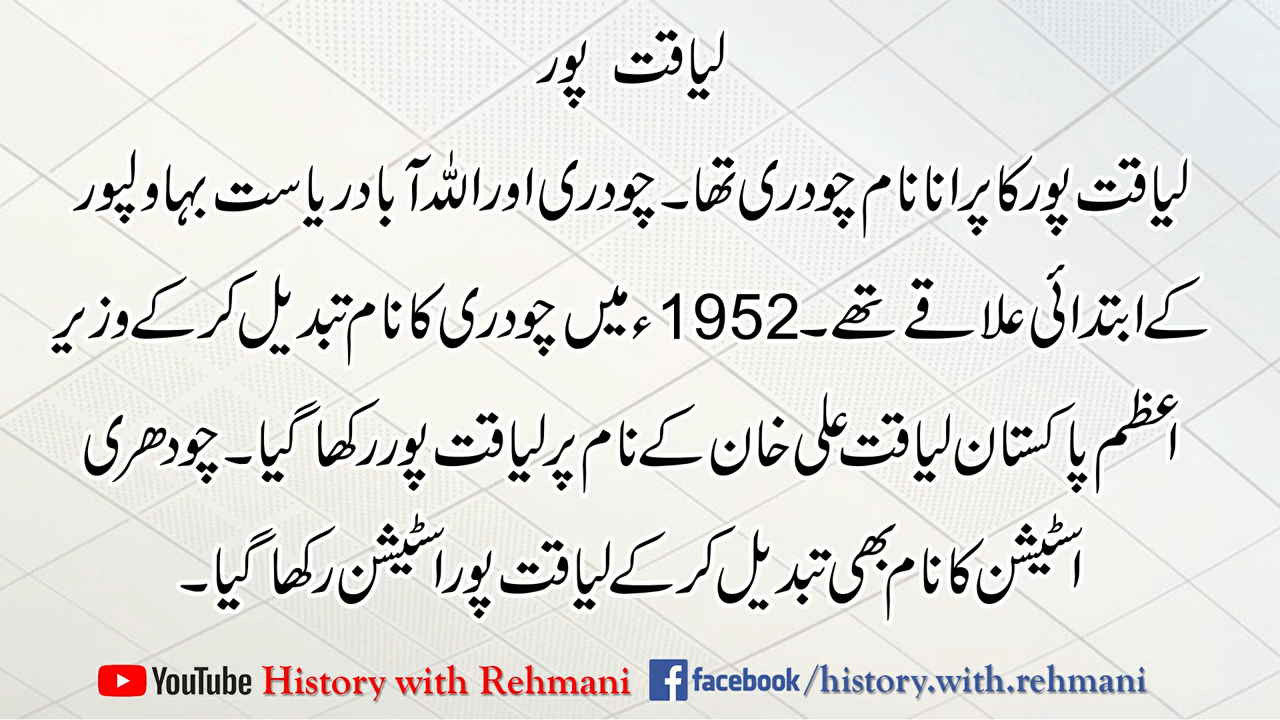 لیاقت پور
لیاقت پور کا پرانا نام چودری تھا۔ چودری اور اللہ آباد ریاست بہاولپور
کے ابتدائی علاقے تھے۔ 1952ء میں چودری کا نام تبدیل کر کے وزیر
اعظم پاکستان لیاقت علی خان کے نام پر لیاقت پور رکھا گیا۔ چودھری
اسٹیشن کا نام بھی تبدیل کر کے لیاقت پور اسٹیشن رکھا گیا۔
YouTube History with Rehmani facebook/history.with.rehmani